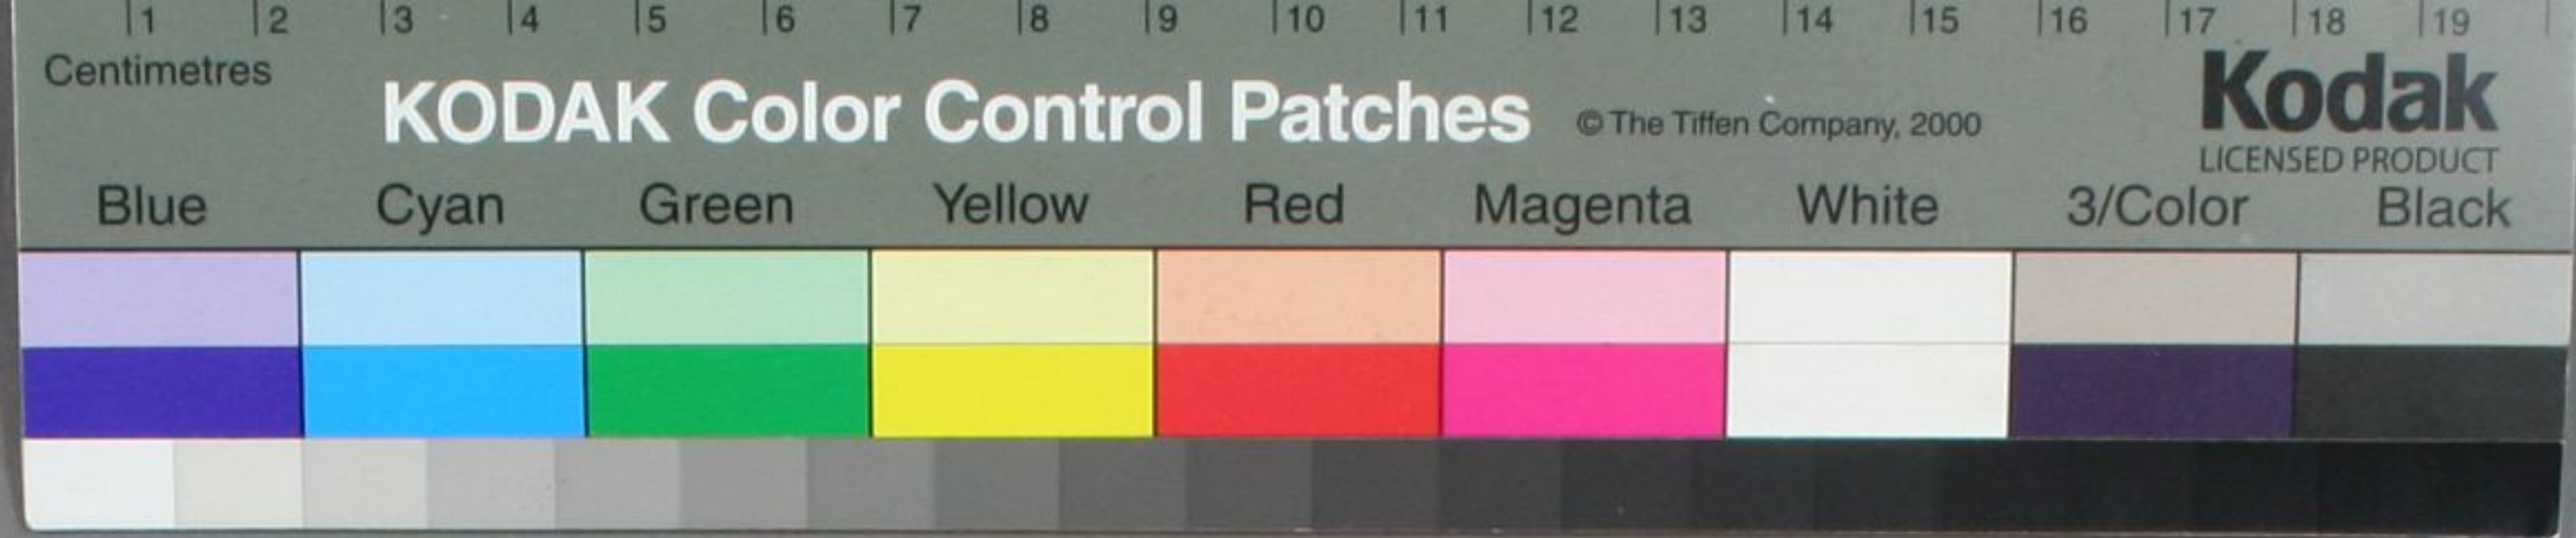 1 2 3 4 5 6 7 8 9 10 11 12 13 14 15 16 17 18 19
Centimetres
KODAK Color Control Patches © The Tiffen Company, 2000
Kodak
LICENSED PRODUCT
Blue Cyan Green Yellow Red Magenta White 3/Color Black